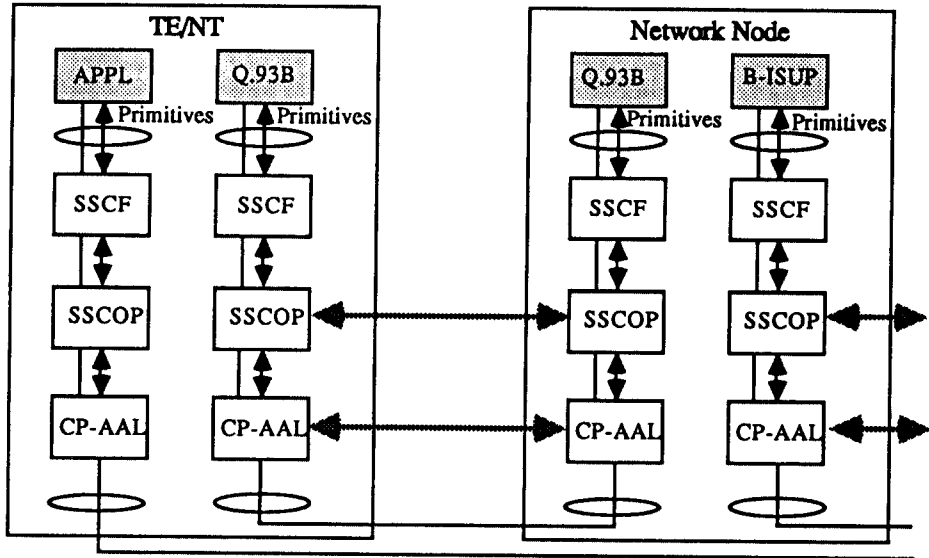 TE/NT
Network Node
APPL
Q.93B
Q.93B
B-ISUP
Primitives
Primitives
Primitives
Primitives
SSCF
SSCF
SSCF
SSCF
SSCOP
SSCOP
SSCOP
SSCOP
CP-AAL
CP-AAL
CP-AAL
CP-AAL